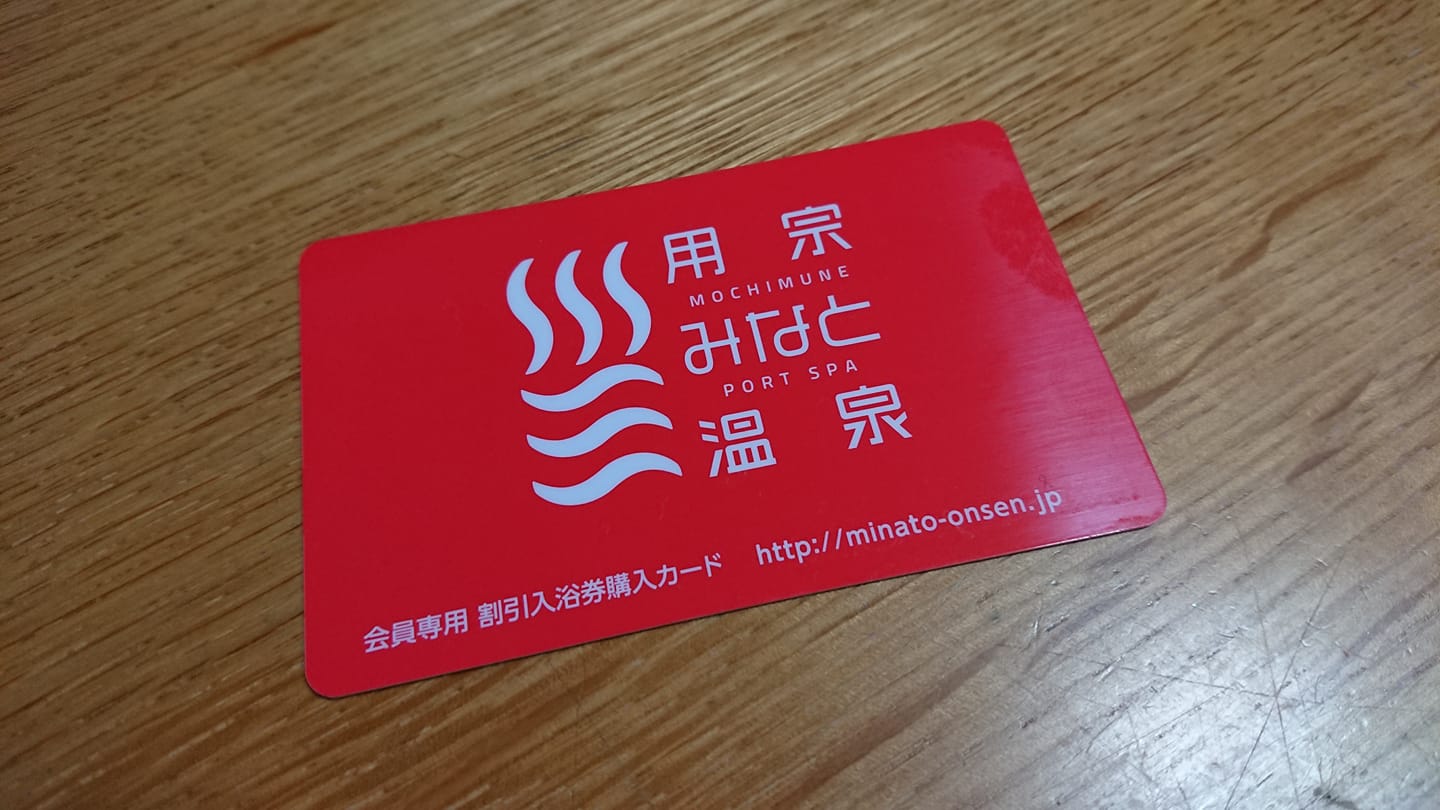 用宗
MOCHIMUNE
みなと
PORT SPA
温泉
会員専用 割引入浴券購入カード http://minato-onsen.jp